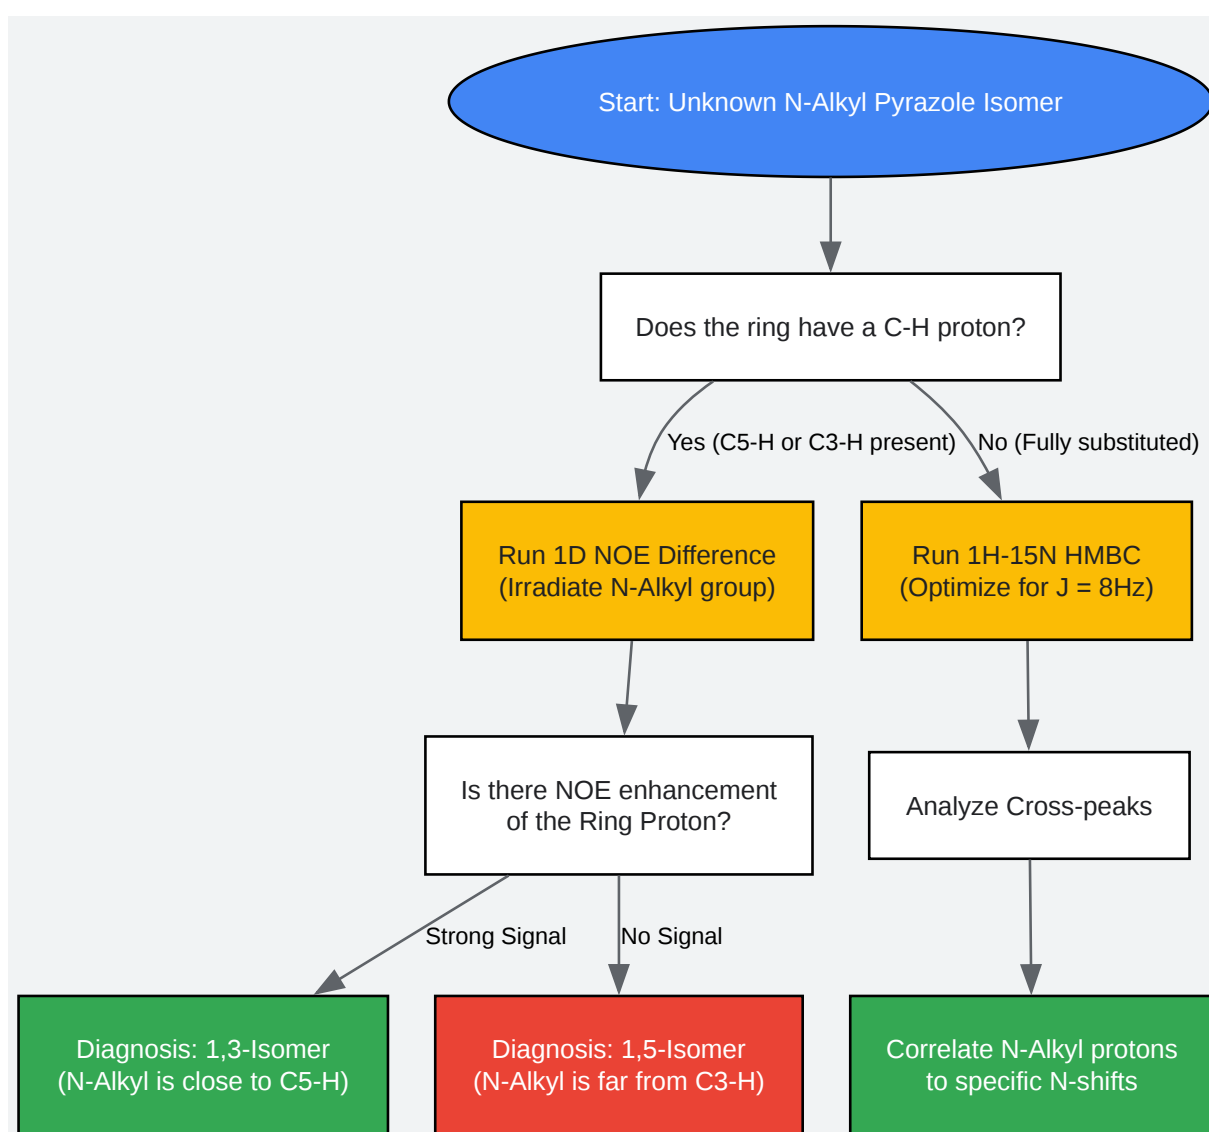 Start: Unknown N-Alkyl Pyrazole Isomer
Does the ring have a C-H proton?
Yes (C5-H or C3-H present)
No (Fully substituted)
Run 1D NOE Difference
(Irradiate N-Alkyl group)
Run 1H-15N HMBC
(Optimize for J = 8Hz)
Is there NOE enhancement
of the Ring Proton?
Analyze Cross-peaks
Strong Signal
No Signal
Diagnosis: 1,3-Isomer
(N-Alkyl is close to C5-H)
Diagnosis: 1,5-Isomer
(N-Alkyl is far from C3-H)
Correlate N-Alkyl protons
to specific N-shifts